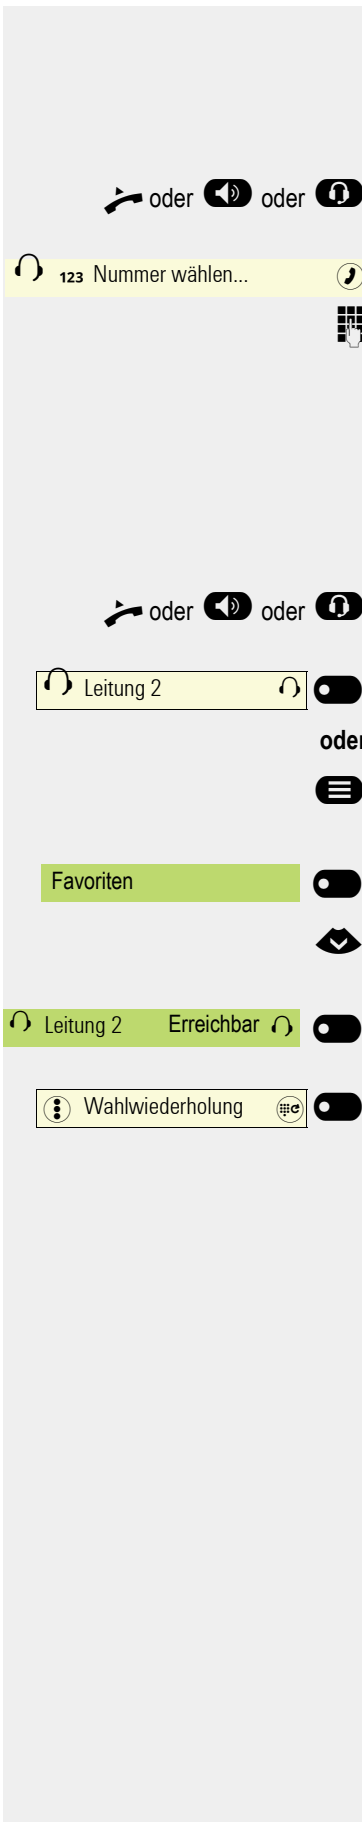 oder oder
123 Nummer wählen...
oder oder
Leitung 2
oder
Favoriten
Leitung 2 Erreichbar
Wahlwiederholung